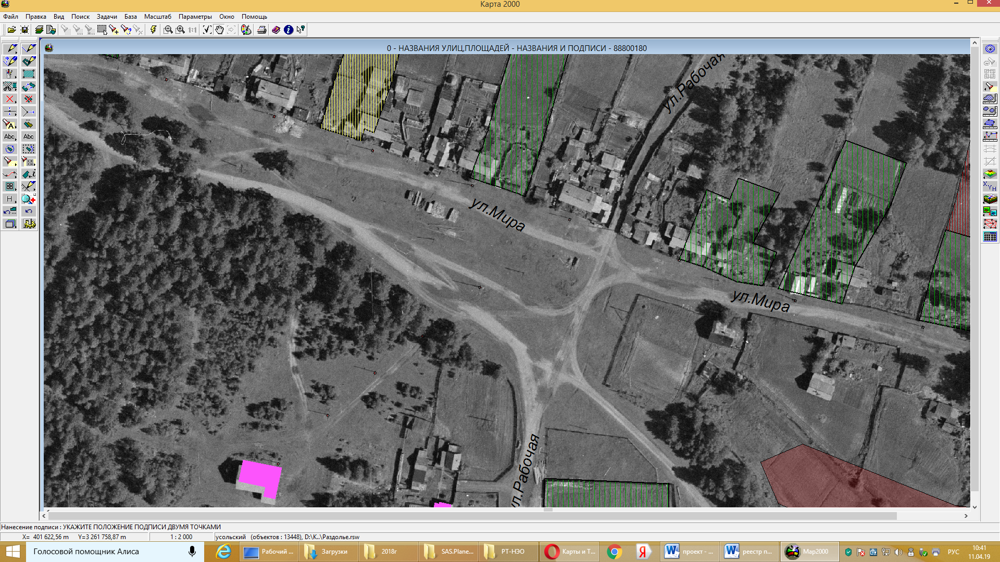 Карта 2000
Файл Правка Вид Поиск Задачи База Масштаб Параметры Окно Помощь
0 - НАЗВАНИЯ УЛИЦ,ПЛОЩАДЕЙ - НАЗВАНИЯ И ПОДПИСИ - 88800180
1:1
Abc Abc
H
ул.Рабочая
ул.Мира
ул.Мира
ул.Рабочая
Нанесение подписи : УКАЖИТЕ ПОЛОЖЕНИЕ ПОДПИСИ ДВУМЯ ТОЧКАМИ
X= 401 622,56 m Y=3 261 758,87 m 1 : 2 000 усольский (объектов : 13448), D:\К..\Раздолье.rsw
Голосовой помощник Алиса Рабочий ... Загрузки 2018г SAS.Plane... РТ-НЭО Карты и Т... проект - ... реестр п... Map2000 РУС 10:41
11.04.19